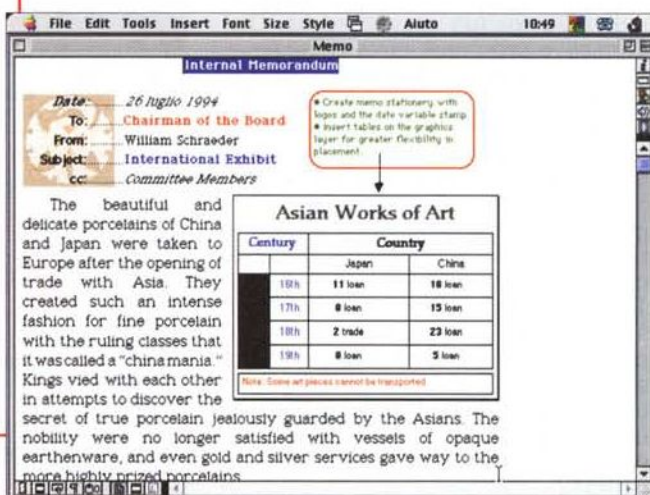 File Edit Tools Insert Font Size Style Aiuto 10:49
Memo
Internal Memorandum
Date: 26 luglio 1994
To: Chairman of the Board
From: William Schraeder
Subject: International Exhibit
cc: Committee Members
• Create memo stationery with
logos and the date variable stamp
• Insert tables on the graphics
layer for greater flexibility in
placement.
The beautiful and
delicate porcelains of China
and Japan were taken to
Europe after the opening of
trade with Asia. They
created such an intense
fashion for fine porcelain
with the ruling classes that
it was called a "china mania."
Kings vied with each other
in attempts to discover the
Asian Works of Art
Century Country
Japan China
16th 11 loan 18 loan
17th 8 loan 15 loan
18th 2 trade 23 loan
19th 8 loan 5 loan
Note: Some art pieces cannot be transported
secret of true porcelain jealously guarded by the Asians. The
nobility were no longer satisfied with vessels of opaque
earthenware, and even gold and silver services gave way to the
more highly prized porcelains